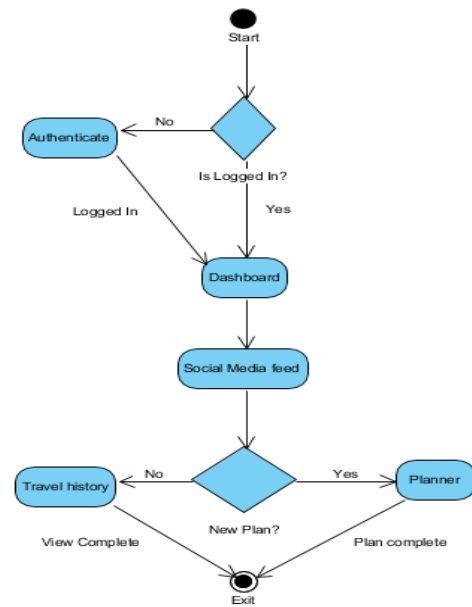 Start
No
Authenticate
Is Logged In?
Logged In
Yes
Dashboard
Social Media feed
No
Yes
Travel history
Planner
New Plan?
View Complete
Plan complete
Exit